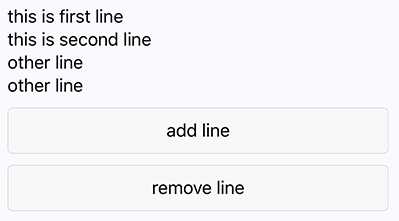 this is first line
this is second line
other line
other line
add line
remove line